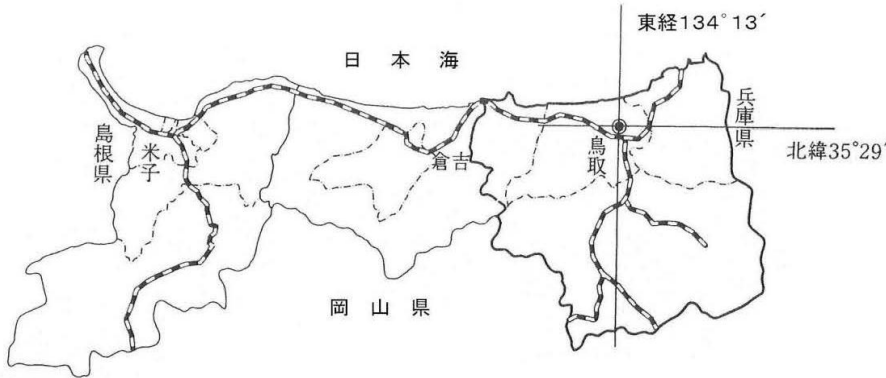 東経134°13′
日本海
兵庫県
島根県
米子
倉吉
鳥取
北緯35°29′
岡山県